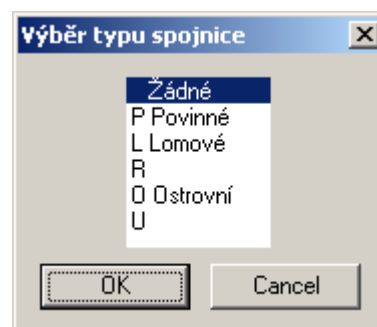 Výběr typu spojnice
Žádné
P Povinné
L Lomové
R
O Ostrovní
U
OK Cancel